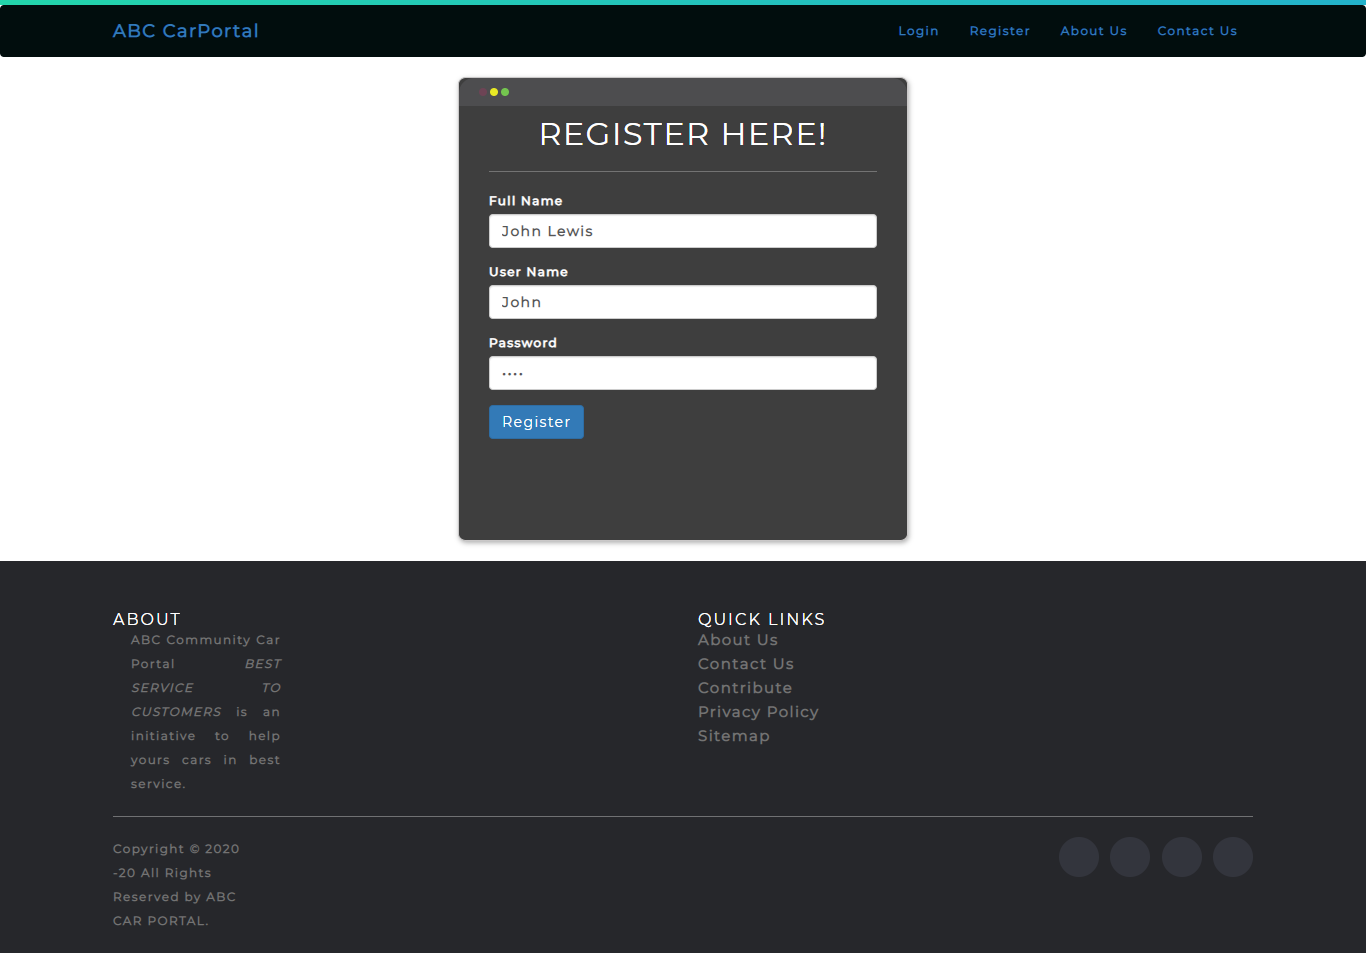 ABC CarPortal
Login Register About Us Contact Us
REGISTER HERE!
Full Name
John Lewis
User Name
John
Password
····
Register
ABOUT
ABC Community Car
Portal BEST
SERVICE TO
CUSTOMERS is an
initiative to help
yours cars in best
service.
QUICK LINKS
About Us
Contact Us
Contribute
Privacy Policy
Sitemap
Copyright © 2020
-20 All Rights
Reserved by ABC
CAR PORTAL.